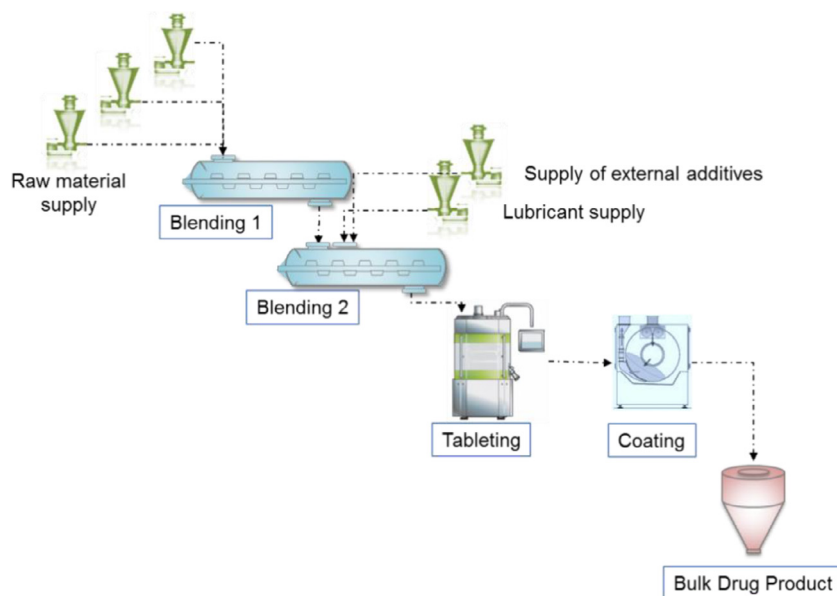 Raw material
supply
Blending 1
Supply of external additives
Lubricant supply
Blending 2
Tableting
Coating
Bulk Drug Product